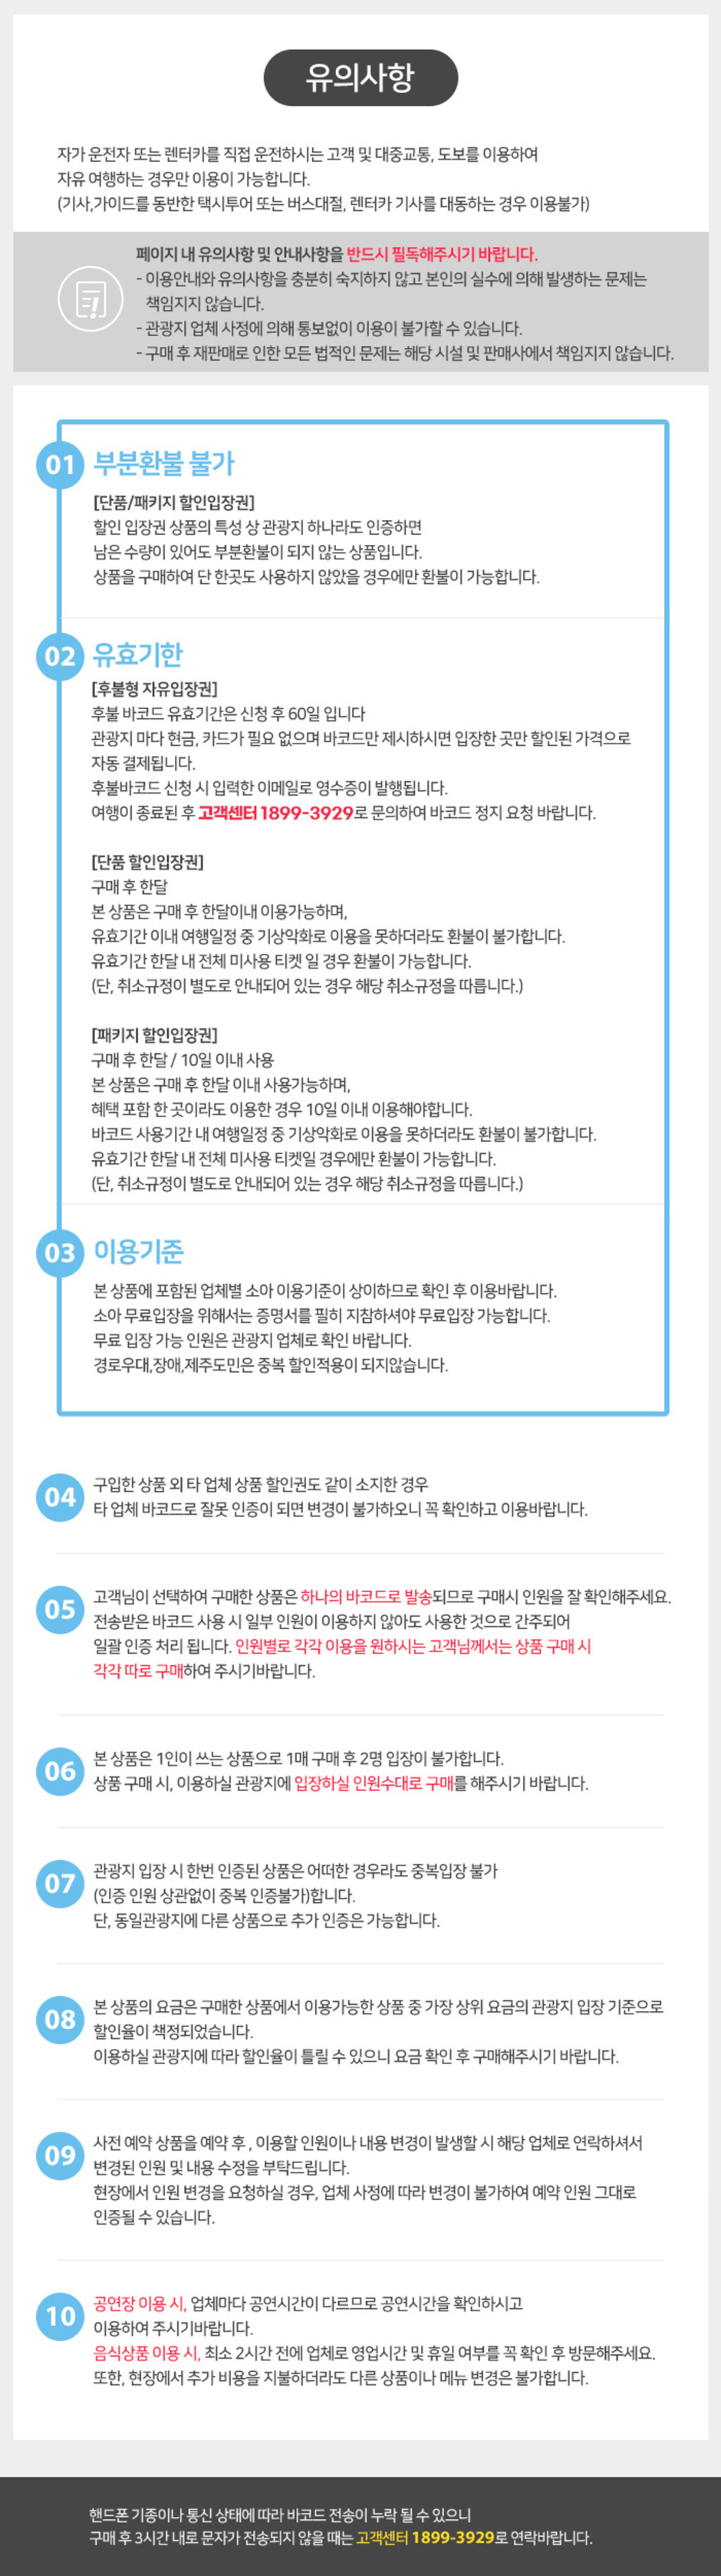 유의사항
자가 운전자 또는 렌터카를 직접 운전하시는 고객 및 대중교통, 도보를 이용하여
자유 여행하는 경우만 이용이 가능합니다.
(기사,가이드를 동반한 택시투어 또는 버스대절, 렌터카 기사를 대동하는 경우 이용불가)
페이지 내 유의사항 및 안내사항을 반드시 필독해주시기 바랍니다.
- 이용안내와 유의사항을 충분히 숙지하지 않고 본인의 실수에 의해 발생하는 문제는
책임지지 않습니다.
- 관광지 업체 사정에 의해 통보없이 이용이 불가할 수 있습니다.
- 구매 후 재판매로 인한 모든 법적인 문제는 해당 시설 및 판매사에서 책임지지 않습니다.
01 부분환불 불가
[단품/패키지 할인입장권]
할인 입장권 상품의 특성 상 관광지 하나라도 인증하면
남은 수량이 있어도 부분환불이 되지 않는 상품입니다.
상품을 구매하여 단 한곳도 사용하지 않았을 경우에만 환불이 가능합니다.
02 유효기한
[후불형 자유입장권]
후불 바코드 유효기간은 신청 후 60일 입니다
관광지 마다 현금, 카드가 필요 없으며 바코드만 제시하시면 입장한 곳만 할인된 가격으로
자동 결제됩니다.
후불바코드 신청 시 입력한 이메일로 영수증이 발행됩니다.
여행이 종료된 후 고객센터 1899-3929로 문의하여 바코드 정지 요청 바랍니다.
[단품 할인입장권]
구매 후 한달
본 상품은 구매 후 한달이내 이용가능하며,
유효기간 이내 여행일정 중 기상악화로 이용을 못하더라도 환불이 불가합니다.
유효기간 한달 내 전체 미사용 티켓 일 경우 환불이 가능합니다.
(단, 취소규정이 별도로 안내되어 있는 경우 해당 취소규정을 따릅니다.)
[패키지 할인입장권]
구매 후 한달 / 10일 이내 사용
본 상품은 구매 후 한달 이내 사용가능하며,
혜택 포함 한 곳이라도 이용한 경우 10일 이내 이용해야합니다.
바코드 사용기간 내 여행일정 중 기상악화로 이용을 못하더라도 환불이 불가합니다.
유효기간 한달 내 전체 미사용 티켓일 경우에만 환불이 가능합니다.
(단, 취소규정이 별도로 안내되어 있는 경우 해당 취소규정을 따릅니다.)
03 이용기준
본 상품에 포함된 업체별 소아 이용기준이 상이하므로 확인 후 이용바랍니다.
소아 무료입장을 위해서는 증명서를 필히 지참하셔야 무료입장 가능합니다.
무료 입장 가능 인원은 관광지 업체로 확인 바랍니다.
경로우대,장애,제주도민은 중복 할인적용이 되지않습니다.
04 구입한 상품 외 타 업체 상품 할인권도 같이 소지한 경우
타 업체 바코드로 잘못 인증이 되면 변경이 불가하오니 꼭 확인하고 이용바랍니다.
05 고객님이 선택하여 구매한 상품은 하나의 바코드로 발송되므로 구매시 인원을 잘 확인해주세요.
전송받은 바코드 사용 시 일부 인원이 이용하지 않아도 사용한 것으로 간주되어
일괄 인증 처리 됩니다. 인원별로 각각 이용을 원하시는 고객님께서는 상품 구매 시
각각 따로 구매하여 주시기바랍니다.
06 본 상품은 1인이 쓰는 상품으로 1매 구매 후 2명 입장이 불가합니다.
상품 구매 시, 이용하실 관광지에 입장하실 인원수대로 구매를 해주시기 바랍니다.
07 관광지 입장 시 한번 인증된 상품은 어떠한 경우라도 중복입장 불가
(인증 인원 상관없이 중복 인증불가)합니다.
단, 동일관광지에 다른 상품으로 추가 인증은 가능합니다.
08 본 상품의 요금은 구매한 상품에서 이용가능한 상품 중 가장 상위 요금의 관광지 입장 기준으로
할인율이 책정되었습니다.
이용하실 관광지에 따라 할인율이 틀릴 수 있으니 요금 확인 후 구매해주시기 바랍니다.
09 사전 예약 상품을 예약 후 , 이용할 인원이나 내용 변경이 발생할 시 해당 업체로 연락하셔서
변경된 인원 및 내용 수정을 부탁드립니다.
현장에서 인원 변경을 요청하실 경우, 업체 사정에 따라 변경이 불가하여 예약 인원 그대로
인증될 수 있습니다.
10 공연장 이용 시, 업체마다 공연시간이 다르므로 공연시간을 확인하시고
이용하여 주시기바랍니다.
음식상품 이용 시, 최소 2시간 전에 업체로 영업시간 및 휴일 여부를 꼭 확인 후 방문해주세요.
또한, 현장에서 추가 비용을 지불하더라도 다른 상품이나 메뉴 변경은 불가합니다.
핸드폰 기종이나 통신 상태에 따라 바코드 전송이 누락 될 수 있으니
구매 후 3시간 내로 문자가 전송되지 않을 때는 고객센터 1899-3929로 연락바랍니다.